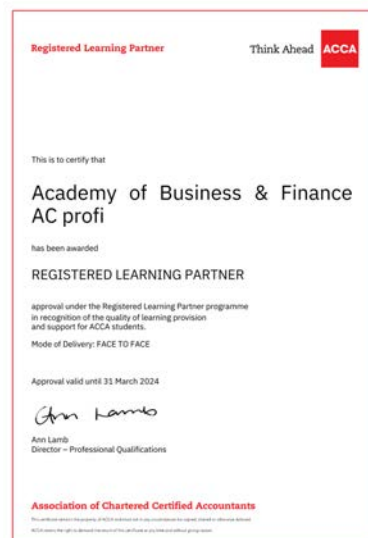 Registered Learning Partner
Think Ahead ACCA
This is to certify that
Academy of Business & Finance
AC profi
has been awarded
REGISTERED LEARNING PARTNER
approval under the Registered Learning Partner programme
in recognition of the quality of learning provision
and support for ACCA students.
Mode of Delivery: FACE TO FACE
Approval valid until 31 March 2024
Ann Lamb
Ann Lamb
Director – Professional Qualifications
Association of Chartered Certified Accountants